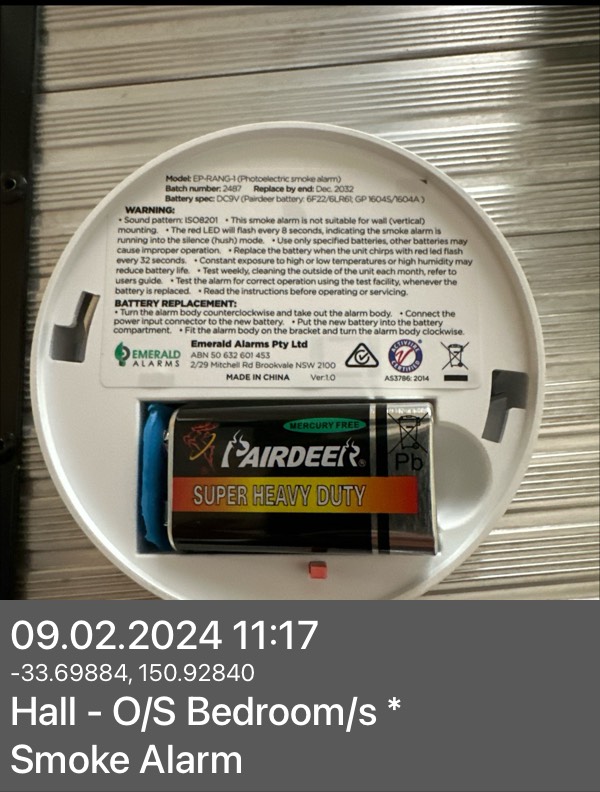 Model: EP-RANG-1 (Photoelectric smoke alarm)
Batch number: 2487 Replace by end: Dec. 2032
Battery spec: DC9V (Pairdeer battery: 6F22/6LR61; GP 1604S/1604A )
WARNING:
• Sound pattern: ISO8201 • This smoke alarm is not suitable for wall (vertical)
mounting. • The red LED will flash every 8 seconds, indicating the smoke alarm is
running into the silence (hush) mode. • Use only specified batteries, other batteries may
cause improper operation. • Replace the battery when the unit chirps with red led flash
every 32 seconds. • Constant exposure to high or low temperatures or high humidity may
reduce battery life. • Test weekly, cleaning the outside of the unit each month, refer to
users guide. • Test the alarm for correct operation using the test facility, whenever the
battery is replaced. • Read the instructions before operating or servicing.
BATTERY REPLACEMENT:
• Turn the alarm body counterclockwise and take out the alarm body. • Connect the
power input connector to the new battery. • Put the new battery into the battery
compartment. • Fit the alarm body on the bracket and turn the alarm body clockwise.
EMERALD
ALARMS
Emerald Alarms Pty Ltd
ABN 50 632 601 453
2/29 Mitchell Rd Brookvale NSW 2100
MADE IN CHINA Ver:1.0
ACTIVFIRE
CERTIFIED
AS3786: 2014
MERCURY FREE
PAIRDEER®
SUPER HEAVY DUTY
Pb
09.02.2024 11:17
-33.69884, 150.92840
Hall - O/S Bedroom/s *
Smoke Alarm